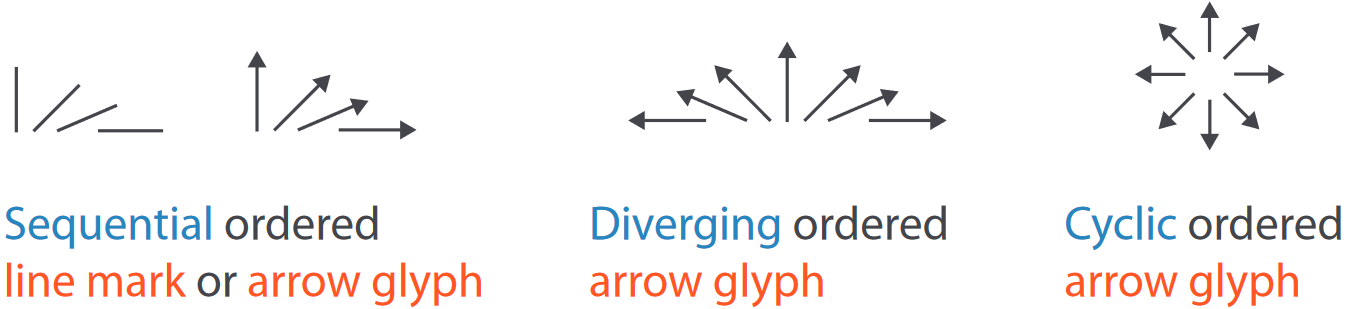 Sequential ordered
line mark or arrow glyph
Diverging ordered
arrow glyph
Cyclic ordered
arrow glyph